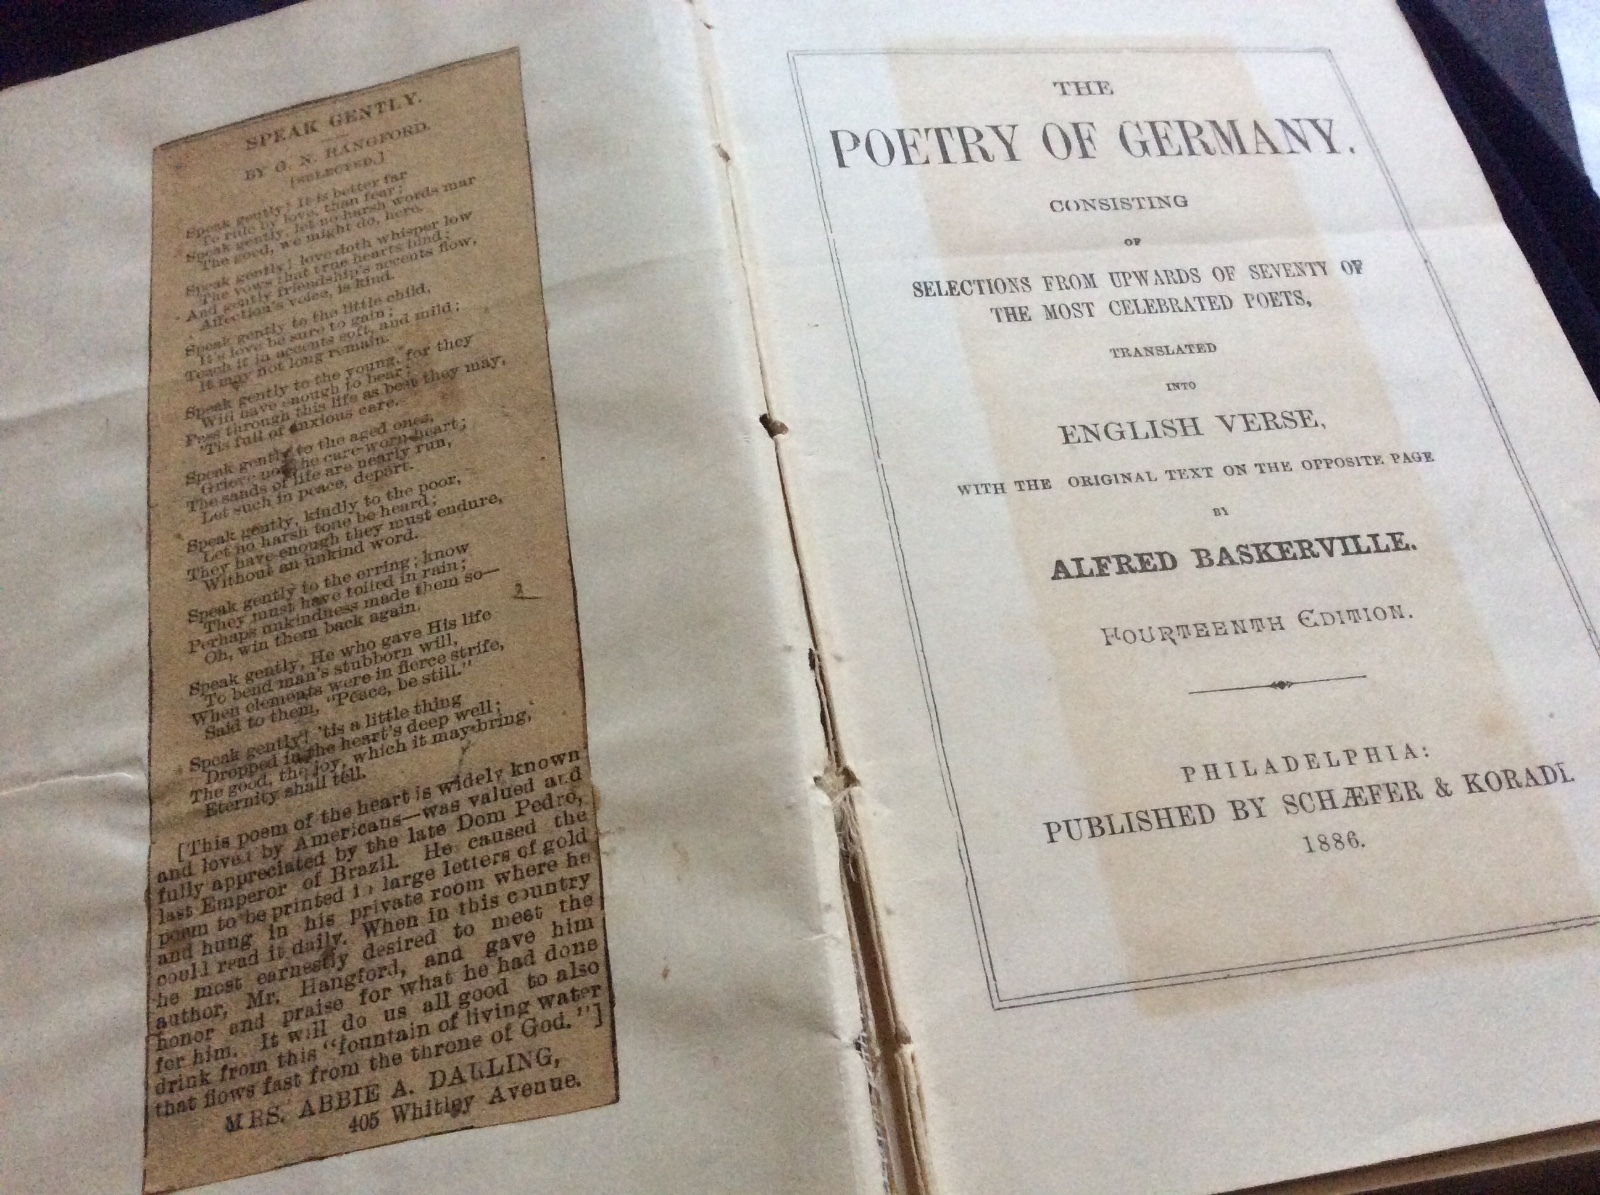 SPEAK GENTLY.
BY G. N. HANGFORD.
[SELECTED.]
Speak gently! It is better far
To rule by love, than fear;
Speak gently, let no harsh words mar
The good, we might do, here.
Speak gently! love doth whisper low
The vows that true hearts bind;
And gently friendship's accents flow,
Affection's voice, is kind.
Speak gently to the little child,
It's love be sure to gain;
Teach it in accents soft, and mild;
It may not long remain.
Speak gently to the young, for they
Will have enough to bear;
Pass through this life as best they may,
'Tis full of anxious care.
Speak gently to the aged ones,
Grieve not the care-worn heart;
The sands of life are nearly run,
Let such in peace, depart.
Speak gently, kindly to the poor,
Let no harsh tone be heard;
They have enough they must endure,
Without an unkind word.
Speak gently to the erring; know
They must have toiled in rain;
Perhaps unkindness made them so—
Oh, win them back again.
Speak gently, He who gave His life
To bend man's stubborn will,
When elements were in fierce strife,
Said to them, "Peace, be still."
Speak gently! 'tis a little thing
Dropped in the heart's deep well;
The good, the joy, which it may bring,
Eternity shall tell.
[This poem of the heart is widely known
and loved by Americans—was valued and
fully appreciated by the late Dom Pedro,
last Emperor of Brazil. He caused the
poem to be printed in large letters of gold
and hung in his private room where he
could read it daily. When in this country
he most earnestly desired to meet the
author, Mr. Hangford, and gave him
honor and praise for what he had done
for him. It will do us all good to also
drink from this "fountain of living water
that flows fast from the throne of God."]
MRS. ABBIE A. DARLING,
405 Whitley Avenue.
THE
POETRY OF GERMANY.
CONSISTING
OF
SELECTIONS FROM UPWARDS OF SEVENTY OF
THE MOST CELEBRATED POETS,
TRANSLATED
INTO
ENGLISH VERSE,
WITH THE ORIGINAL TEXT ON THE OPPOSITE PAGE
BY
ALFRED BASKERVILLE.
FOURTEENTH EDITION.
PHILADELPHIA:
PUBLISHED BY SCHÆFER & KORADI.
1886.